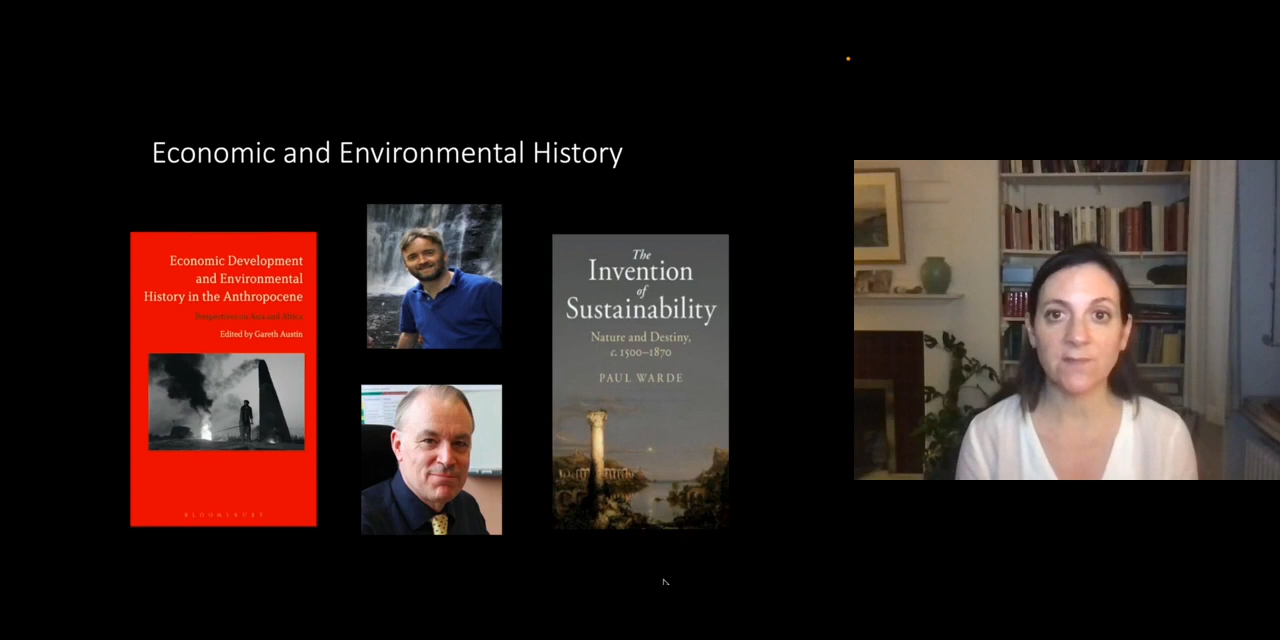 Economic and Environmental History
Economic Development
and Environmental
History in the Anthropocene
Perspectives on Asia and Africa
Edited by Gareth Austin
BLOOMSBURY
The
Invention
of
Sustainability
Nature and Destiny,
c. 1500–1870
PAUL WARDE